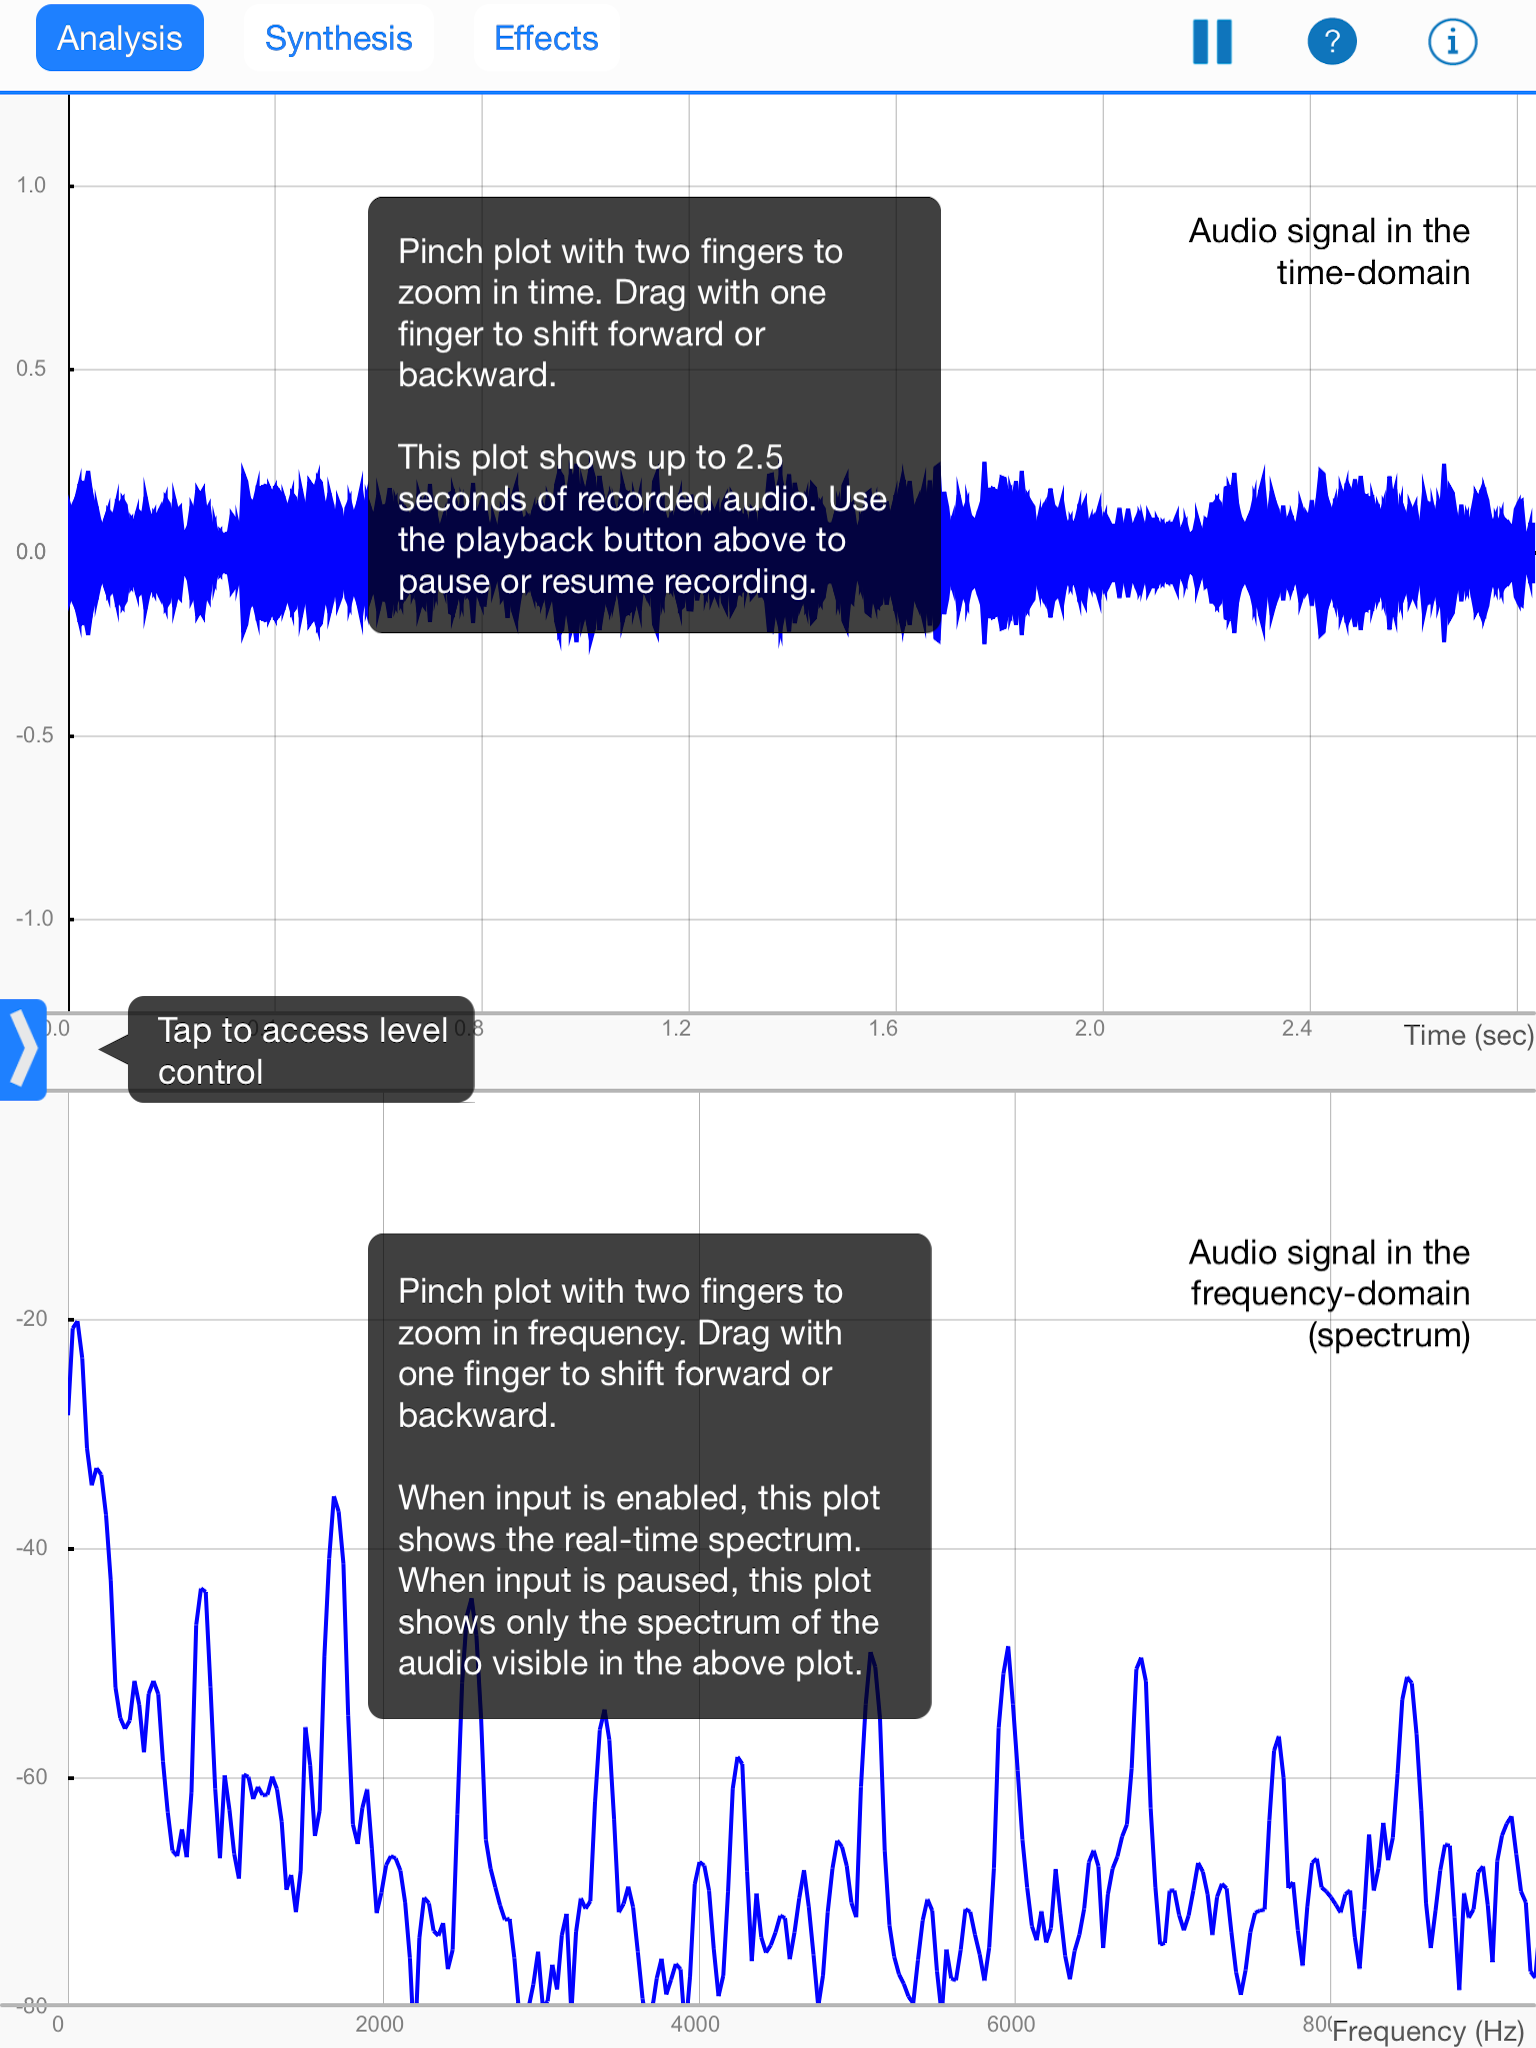 Analysis
Synthesis
Effects
?
i
1.0
0.5
0.0
-0.5
-1.0
Audio signal in the
time-domain
Pinch plot with two fingers to
zoom in time. Drag with one
finger to shift forward or
backward.
This plot shows up to 2.5
seconds of recorded audio. Use
the playback button above to
pause or resume recording.
0.8
1.2
1.6
2.0
2.4
Time (sec)
Tap to access level
control
-20
-40
-60
-80
Audio signal in the
frequency-domain
(spectrum)
Pinch plot with two fingers to
zoom in frequency. Drag with
one finger to shift forward or
backward.
When input is enabled, this plot
shows the real-time spectrum.
When input is paused, this plot
shows only the spectrum of the
audio visible in the above plot.
0
2000
4000
6000
Frequency (Hz)